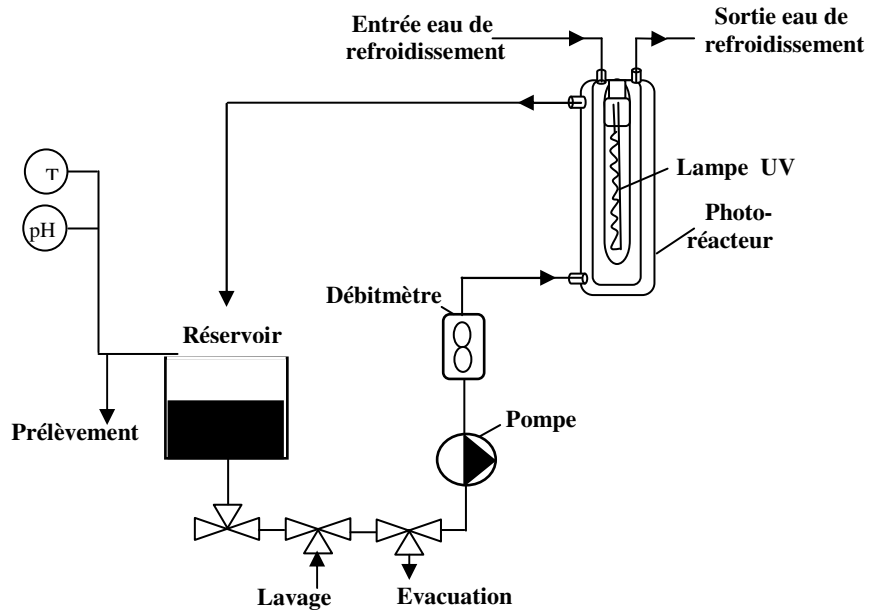 Entrée eau de
refroidissement
Sortie eau de
refroidissement
T
pH
Lampe UV
Photo-
réacteur
Débitmètre
Réservoir
Prélèvement
Pompe
Lavage
Evacuation